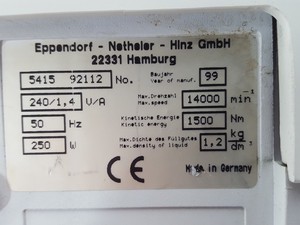 Eppendorf - Netheler - Hinz GmbH
22331 Hamburg
5415 92112 No. Baujahr Year of manuf. 99
240/1,4 V/A Max.Drehzahl Max.speed 14000 min⁻¹
50 Hz Kinetische Energie Kinetic energy 1500 Nm
250 W Max.Dichte des Füllgutes Max.density of liquid 1,2 kg dm³
CE Made in Germany